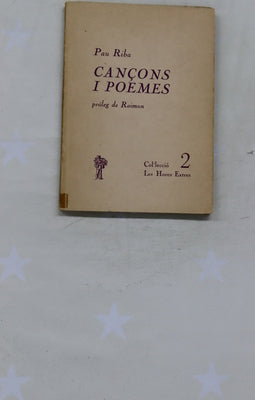 Pau Riba
CANÇONS
I POEMES
pròleg de Raimon
Col·lecció 2
Les Hores Extres